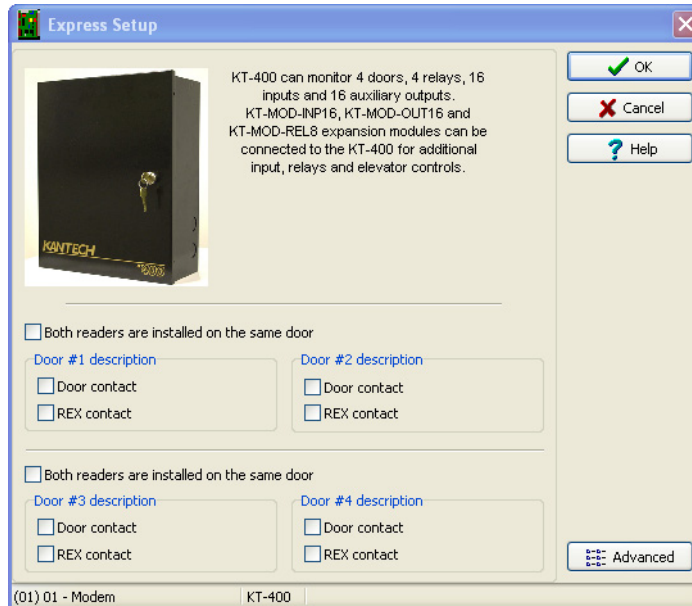 Express Setup
KT-400 can monitor 4 doors, 4 relays, 16
inputs and 16 auxiliary outputs.
KT-MOD-INP16, KT-MOD-OUT16 and
KT-MOD-REL8 expansion modules can be
connected to the KT-400 for additional
input, relays and elevator controls.
OK
Cancel
Help
KANTECH
Both readers are installed on the same door
Door #1 description
Door contact
REX contact
Door #2 description
Door contact
REX contact
Both readers are installed on the same door
Door #3 description
Door contact
REX contact
Door #4 description
Door contact
REX contact
Advanced
(01) 01 - Modem KT-400